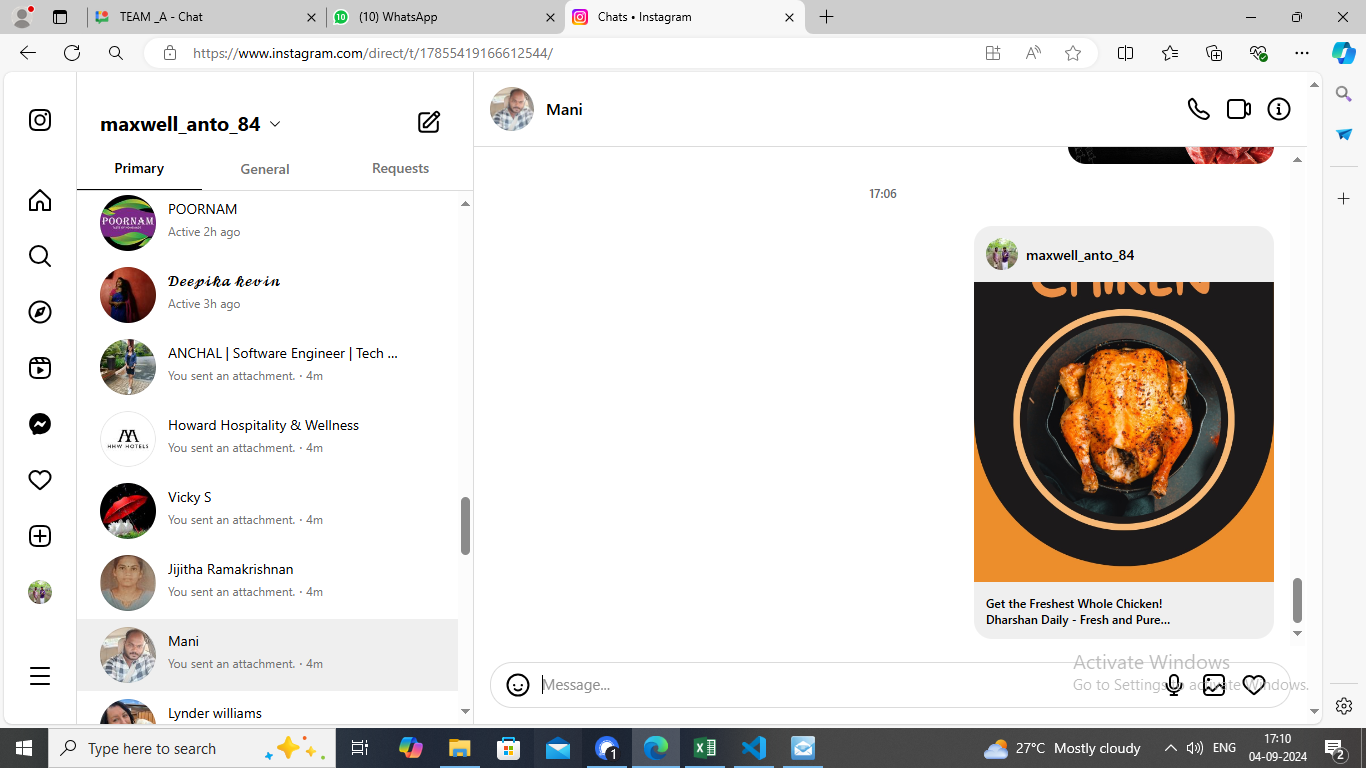 TEAM _A - Chat
(10) WhatsApp
Chats • Instagram
https://www.instagram.com/direct/t/17855419166612544/
maxwell_anto_84
Primary
General
Requests
POORNAM
POORNAM
Active 2h ago
𝓓𝓮𝓮𝓹𝓲𝓴𝓪 𝓴𝓮𝓿𝓲𝓷
Active 3h ago
ANCHAL | Software Engineer | Tech ...
You sent an attachment. · 4m
HHW HOTELS
Howard Hospitality & Wellness
You sent an attachment. · 4m
Vicky S
You sent an attachment. · 4m
Jijitha Ramakrishnan
You sent an attachment. · 4m
Mani
You sent an attachment. · 4m
Lynder williams
Mani
17:06
maxwell_anto_84
CHIKEN
Get the Freshest Whole Chicken!
Dharshan Daily - Fresh and Pure...
Message...
Activate Windows
Go to Settings to activate Windows.
Type here to search
27°C Mostly cloudy
ENG
17:10
04-09-2024
2